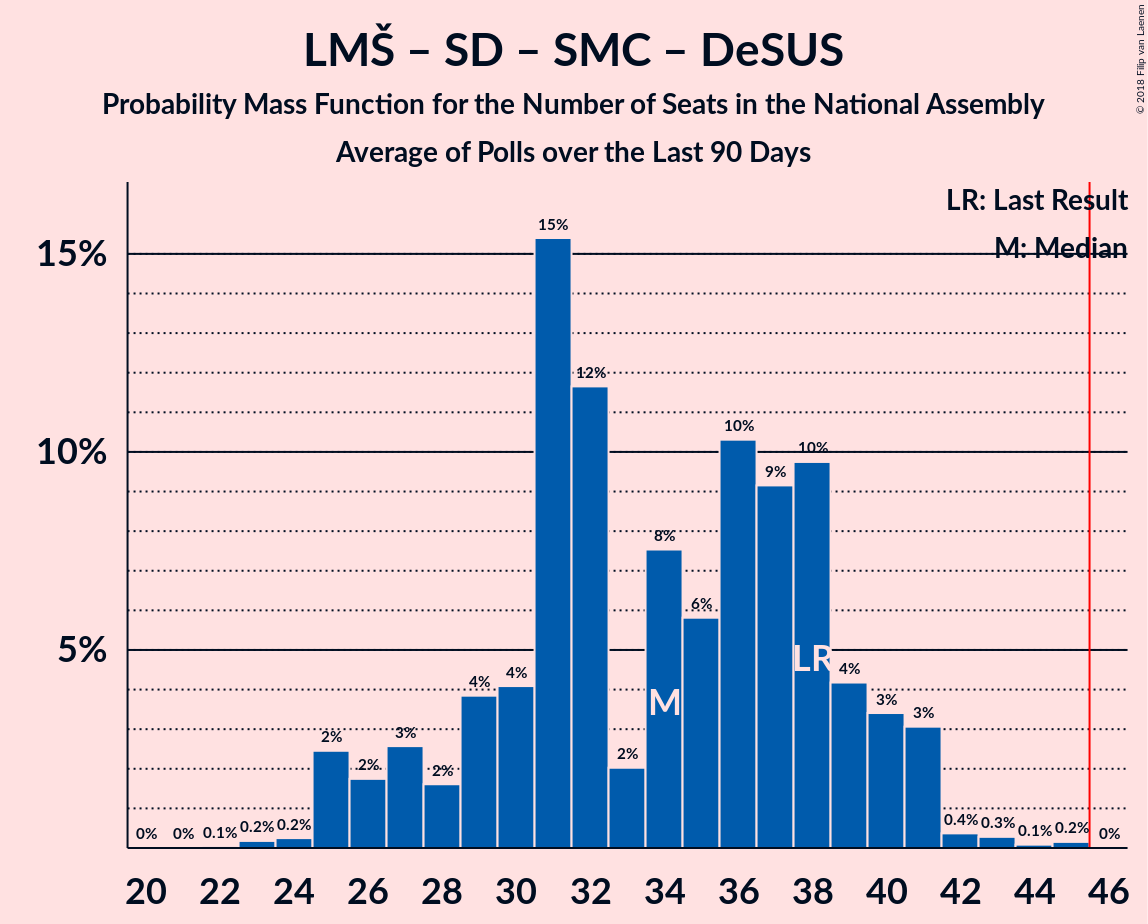 LMŠ – SD – SMC – DeSUS
Probability Mass Function for the Number of Seats in the National Assembly
Average of Polls over the Last 90 Days
© 2018 Filip van Laenen
LR: Last Result
M: Median
15%
10%
5%
0% 0% 0.1% 0.2% 0.2% 2% 2% 3% 2% 4% 4% 15% 12% 2% 8% 6% 10% 9% 10% 4% 3% 3% 0.4% 0.3% 0.1% 0.2% 0%
M
LR
20 22 24 26 28 30 32 34 36 38 40 42 44 46